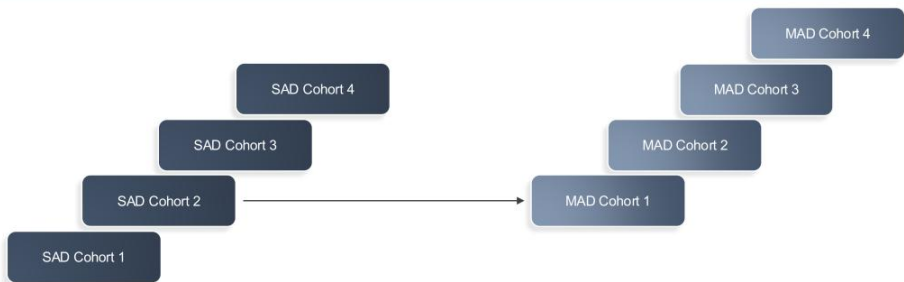 MAD Cohort 4
SAD Cohort 4
MAD Cohort 3
SAD Cohort 3
MAD Cohort 2
SAD Cohort 2
MAD Cohort 1
SAD Cohort 1